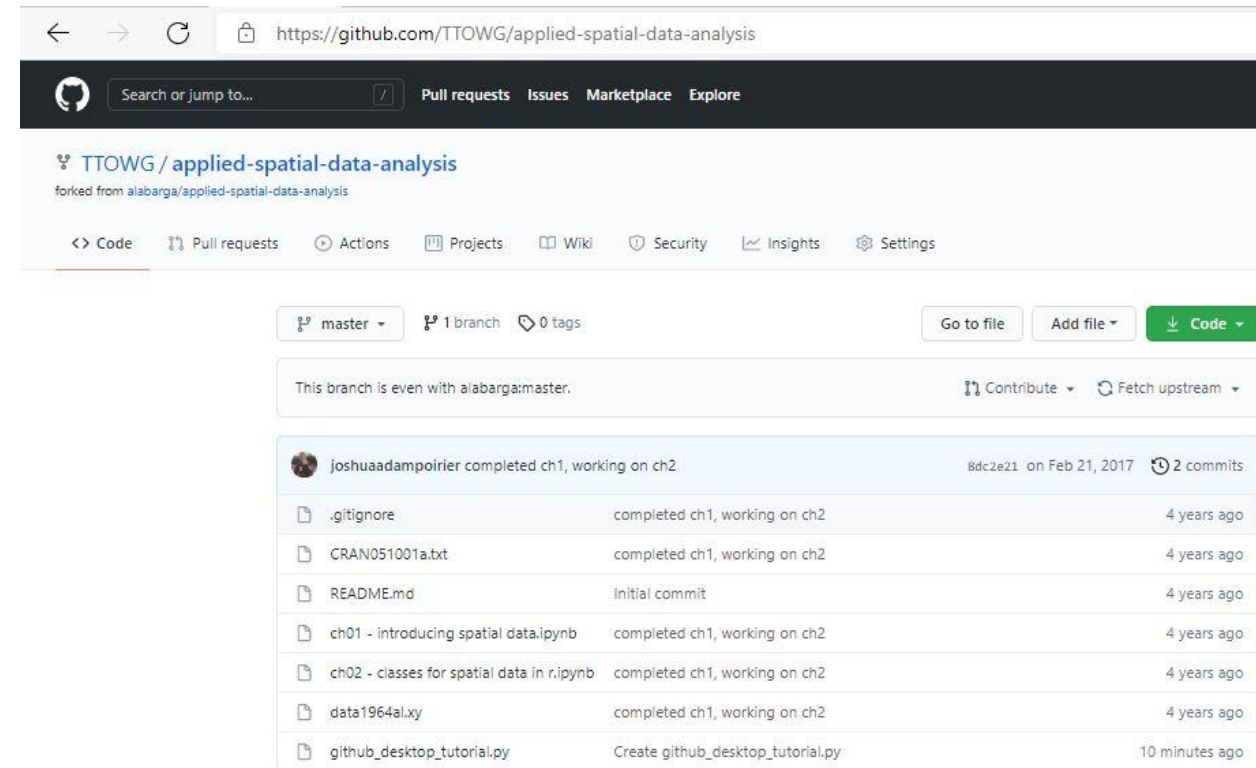 https://github.com/TTOWG/applied-spatial-data-analysis
Search or jump to... / Pull requests Issues Marketplace Explore
TTOWG / applied-spatial-data-analysis
forked from alabarga/applied-spatial-data-analysis
<> Code Pull requests Actions Projects Wiki Security Insights Settings
master 1 branch 0 tags Go to file Add file Code
This branch is even with alabarga:master. Contribute Fetch upstream
joshuaadampoirier completed ch1, working on ch2 8dc2e21 on Feb 21, 2017 2 commits
.gitignore completed ch1, working on ch2 4 years ago
CRAN051001a.txt completed ch1, working on ch2 4 years ago
README.md Initial commit 4 years ago
ch01 - introducing spatial data.ipynb completed ch1, working on ch2 4 years ago
ch02 - classes for spatial data in r.ipynb completed ch1, working on ch2 4 years ago
data1964al.xy completed ch1, working on ch2 4 years ago
github_desktop_tutorial.py Create github_desktop_tutorial.py 10 minutes ago